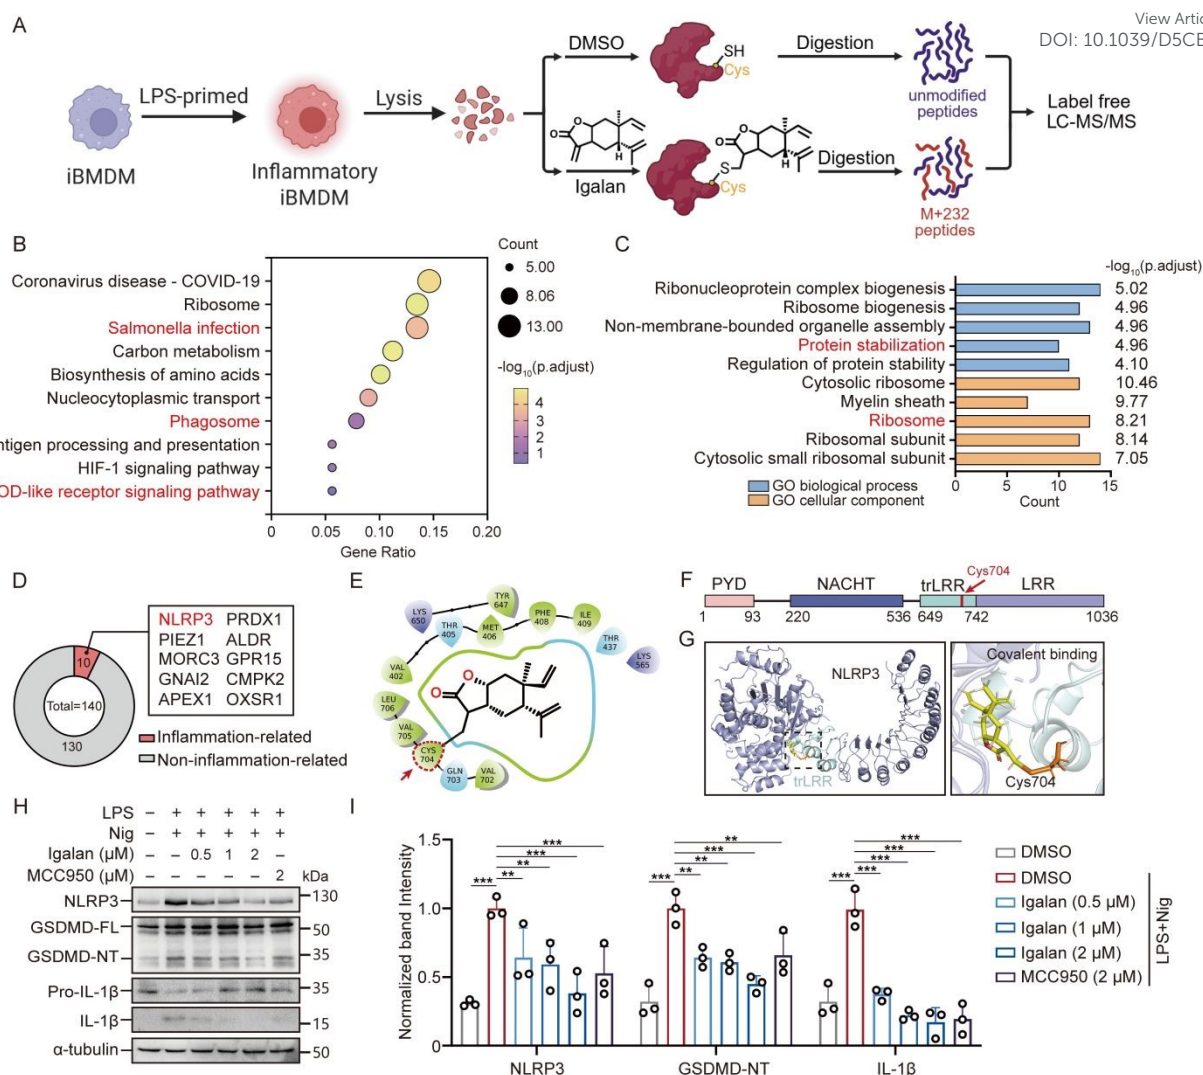 View Artic
DOI: 10.1039/D5CB
A
LPS-primed
Lysis
iBMDM
Inflammatory
iBMDM
DMSO
SH
Cys
Digestion
unmodified
peptides
Igalan
O
O
H
S
Cys
O
O
H
Digestion
M+232
peptides
Label free
LC-MS/MS
B
Coronavirus disease - COVID-19
Ribosome
Salmonella infection
Carbon metabolism
Biosynthesis of amino acids
Nucleocytoplasmic transport
Phagosome
ntigen processing and presentation
HIF-1 signaling pathway
OD-like receptor signaling pathway
0 0.05 0.10 0.15 0.20
Gene Ratio
Count
5.00
8.06
13.00
-log10(p.adjust)
4
3
2
1
C
-log10(p.adjust)
Ribonucleoprotein complex biogenesis 5.02
Ribosome biogenesis 4.96
Non-membrane-bounded organelle assembly 4.96
Protein stabilization 4.96
Regulation of protein stability 4.10
Cytosolic ribosome 10.46
Myelin sheath 9.77
Ribosome 8.21
Ribosomal subunit 8.14
Cytosolic small ribosomal subunit 7.05
0 5 10 15
Count
GO biological process
GO cellular component
D
10
Total=140
130
NLRP3 PRDX1
PIEZ1 ALDR
MORC3 GPR15
GNAI2 CMPK2
APEX1 OXSR1
Inflammation-related
Non-inflammation-related
E
TYR 647
LYS 650
THR 405
MET 406
PHE 408
ILE 409
THR 437
LYS 565
VAL 402
LEU 706
VAL 705
CYS 704
GLN 703
VAL 702
O
O
F
Cys704
PYD NACHT trLRR LRR
1 93 220 536 649 742 1036
G
NLRP3
trLRR
Covalent binding
Cys704
H
LPS – + + + + +
Nig – + + + + +
Igalan (μM) – – 0.5 1 2 –
MCC950 (μM) – – – – – 2 kDa
NLRP3 130
GSDMD-FL 50
GSDMD-NT 35
Pro-IL-1β 35
IL-1β 15
α-tubulin 50
I
Normalized band Intensity
1.5
1.0
0.5
0
*** ** ** *** ***
*** ** ** *** **
*** *** *** *** ***
NLRP3 GSDMD-NT IL-1β
DMSO
DMSO
Igalan (0.5 μM)
Igalan (1 μM)
Igalan (2 μM)
MCC950 (2 μM)
LPS+Nig